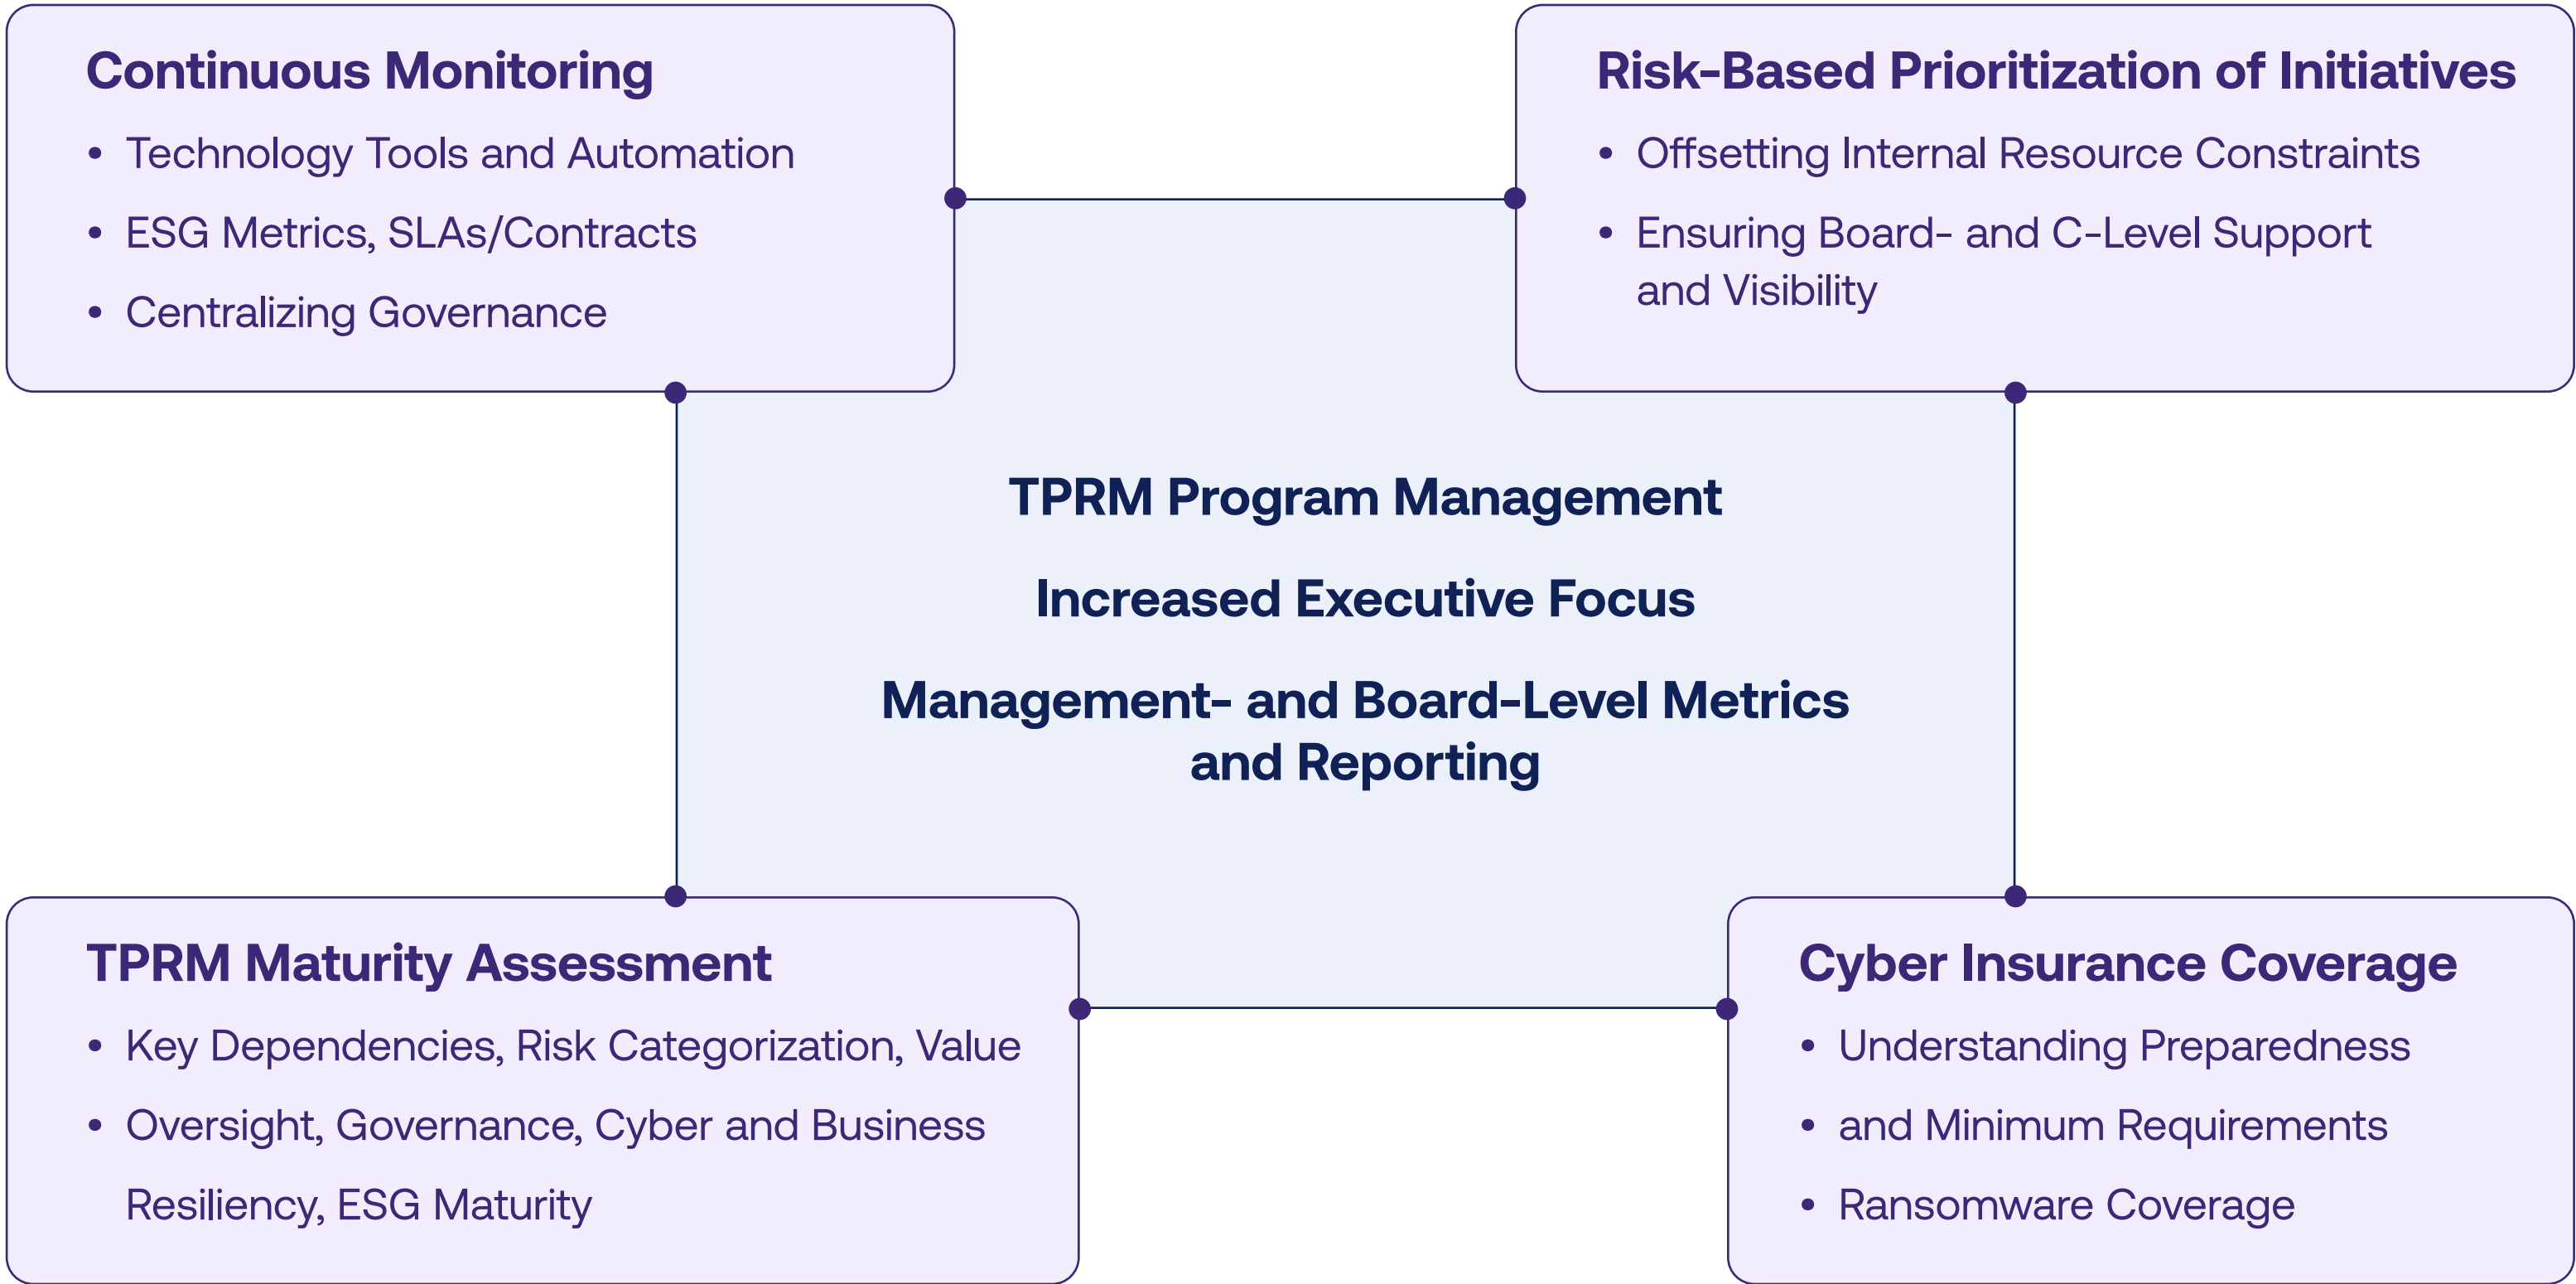 Continuous Monitoring
• Technology Tools and Automation
• ESG Metrics, SLAs/Contracts
• Centralizing Governance
Risk-Based Prioritization of Initiatives
• Offsetting Internal Resource Constraints
• Ensuring Board- and C-Level Support
and Visibility
TPRM Program Management
Increased Executive Focus
Management- and Board-Level Metrics
and Reporting
TPRM Maturity Assessment
• Key Dependencies, Risk Categorization, Value
• Oversight, Governance, Cyber and Business
Resiliency, ESG Maturity
Cyber Insurance Coverage
• Understanding Preparedness
• and Minimum Requirements
• Ransomware Coverage